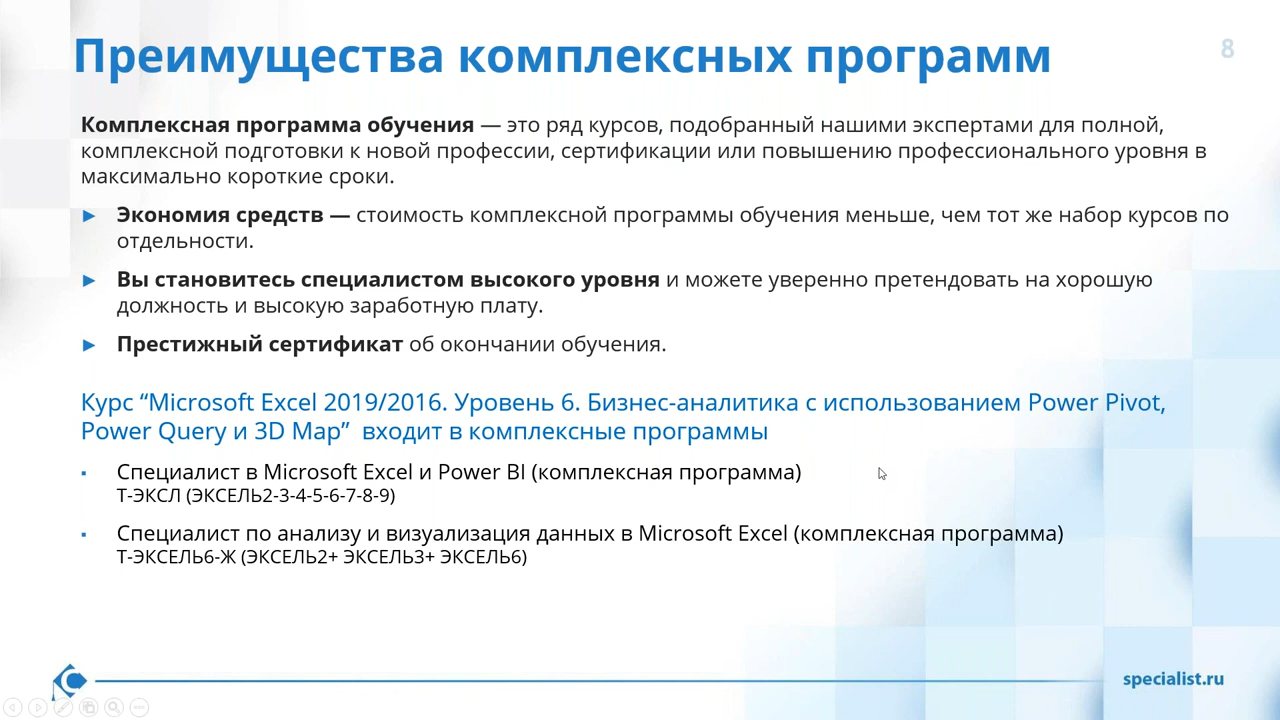 Преимущества комплексных программ
8
Комплексная программа обучения — это ряд курсов, подобранный нашими экспертами для полной,
комплексной подготовки к новой профессии, сертификации или повышению профессионального уровня в
максимально короткие сроки.
► Экономия средств — стоимость комплексной программы обучения меньше, чем тот же набор курсов по
отдельности.
► Вы становитесь специалистом высокого уровня и можете уверенно претендовать на хорошую
должность и высокую заработную плату.
► Престижный сертификат об окончании обучения.
Курс “Microsoft Excel 2019/2016. Уровень 6. Бизнес-аналитика с использованием Power Pivot,
Power Query и 3D Map” входит в комплексные программы
▪ Специалист в Microsoft Excel и Power BI (комплексная программа)
Т-ЭКСЛ (ЭКСЕЛЬ2-3-4-5-6-7-8-9)
▪ Специалист по анализу и визуализация данных в Microsoft Excel (комплексная программа)
Т-ЭКСЕЛЬ6-Ж (ЭКСЕЛЬ2+ ЭКСЕЛЬ3+ ЭКСЕЛЬ6)
specialist.ru